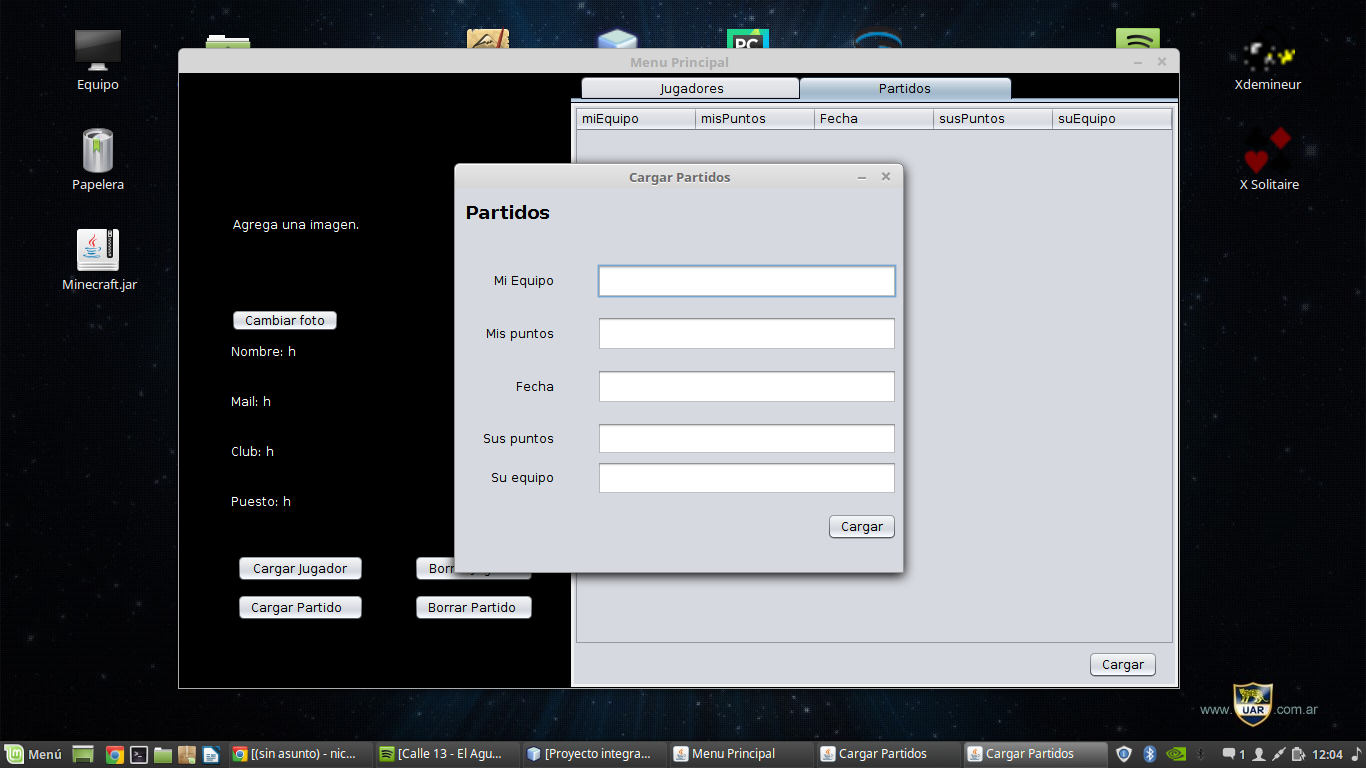 Equipo
Papelera
Minecraft.jar
PC
Xdemineur
X Solitaire
Menu Principal
Jugadores
Partidos
miEquipo
misPuntos
Fecha
susPuntos
suEquipo
Agrega una imagen.
Cambiar foto
Nombre: h
Mail: h
Club: h
Puesto: h
Cargar Jugador
Cargar Partido
Borrar Partido
Cargar
Cargar Partidos
Partidos
Mi Equipo
Mis puntos
Fecha
Sus puntos
Su equipo
Cargar
www.UAR.com.ar
Menú
[(sin asunto) - nic...
[Calle 13 - El Agu...
[Proyecto integra...
Menu Principal
Cargar Partidos
Cargar Partidos
1
12:04